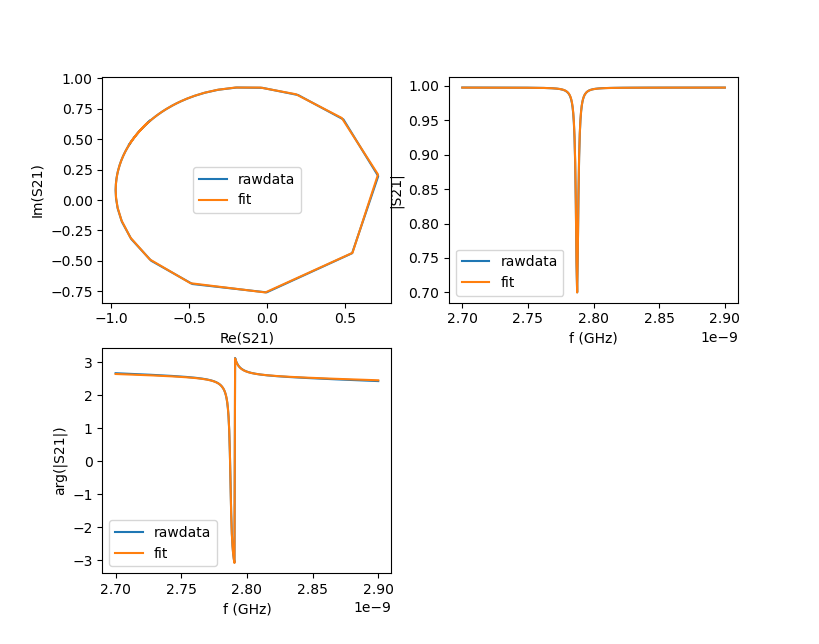 1.00
0.75
0.50
0.25
0.00
−0.25
−0.50
−0.75
Im(S21)
rawdata
fit
−1.0
−0.5
0.0
0.5
Re(S21)
1.00
0.95
0.90
0.85
0.80
0.75
0.70
|S21|
rawdata
fit
2.70
2.75
2.80
2.85
2.90
f (GHz)
1e−9
3
2
1
0
−1
−2
−3
arg(|S21|)
rawdata
fit
2.70
2.75
2.80
2.85
2.90
f (GHz)
1e−9